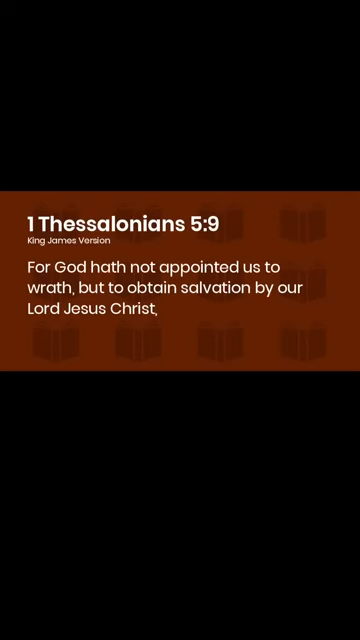 1 Thessalonians 5:9
King James Version
For God hath not appointed us to
wrath, but to obtain salvation by our
Lord Jesus Christ,